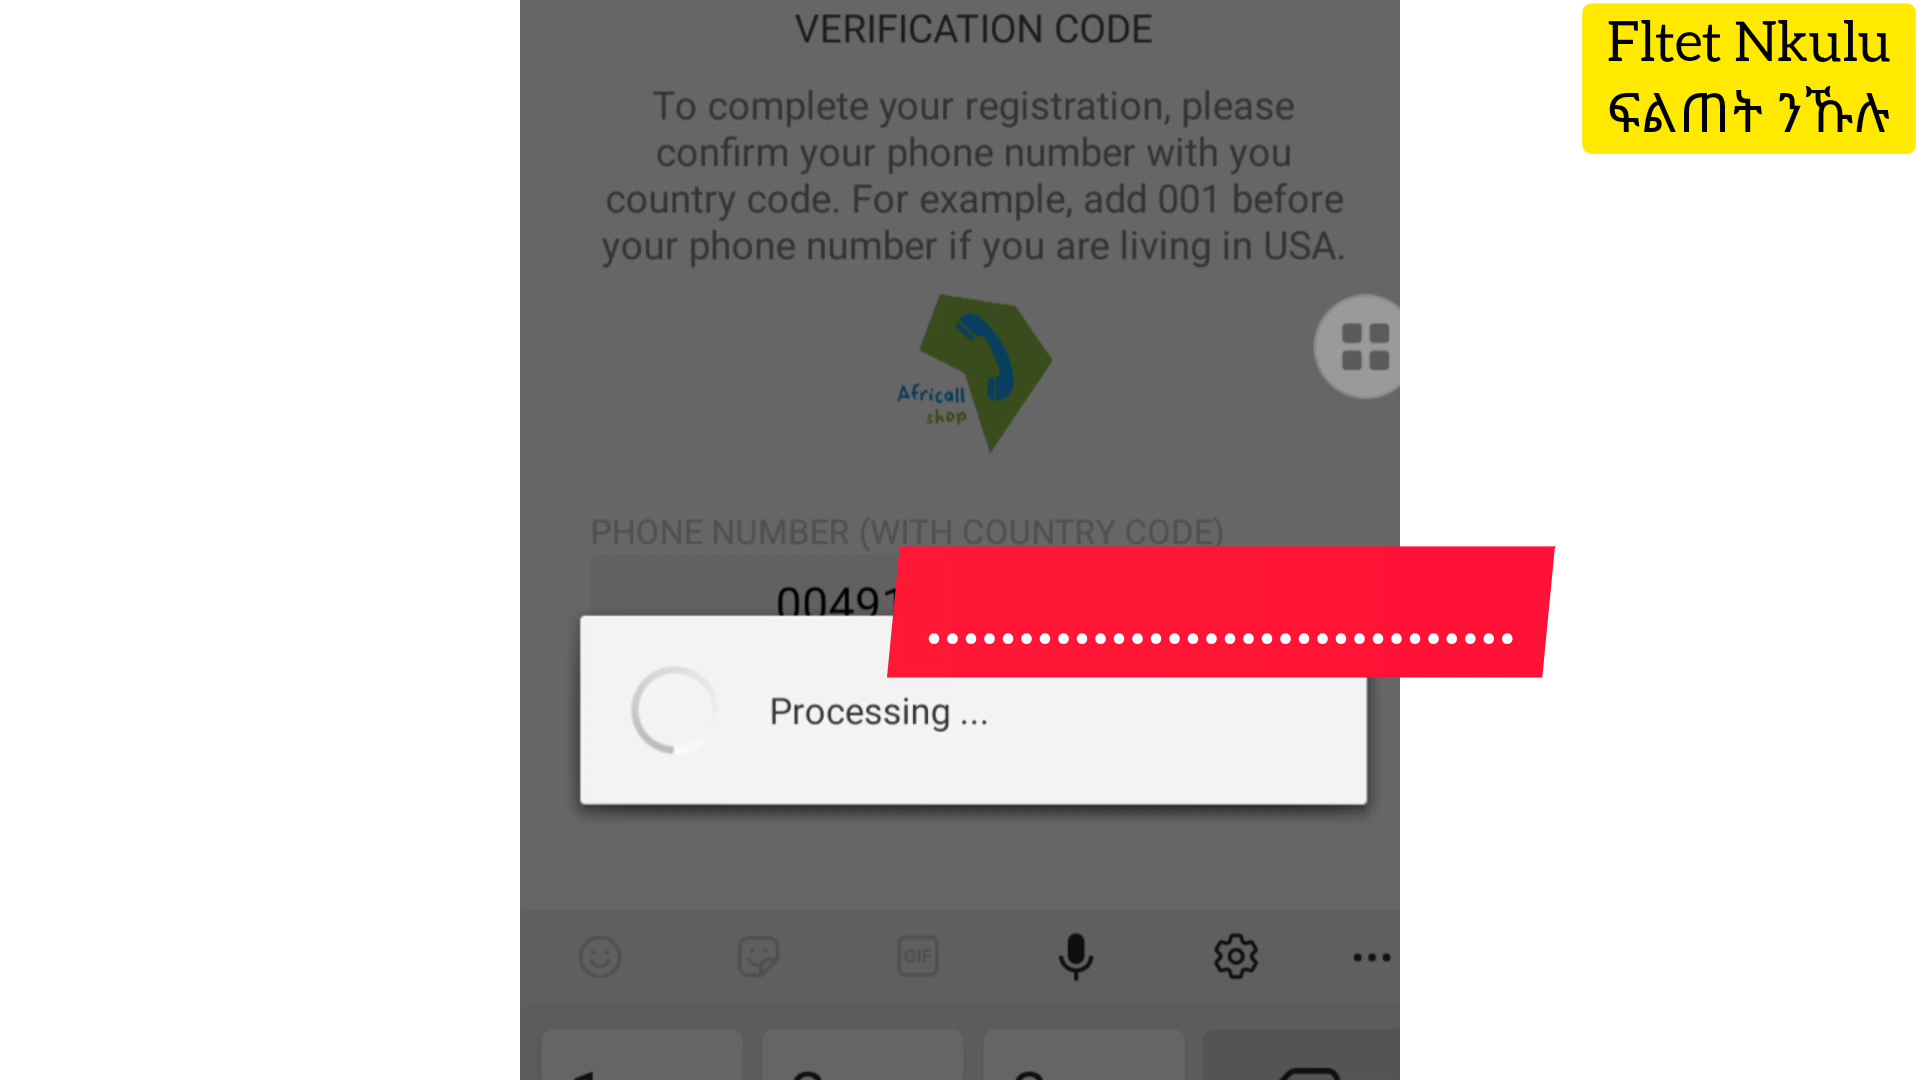 VERIFICATION CODE
Fltet Nkulu
ፍልጠት ንኹሉ
To complete your registration, please
confirm your phone number with you
country code. For example, add 001 before
your phone number if you are living in USA.
Africall
shop
PHONE NUMBER (WITH COUNTRY CODE)
00491
Processing ...
GIF